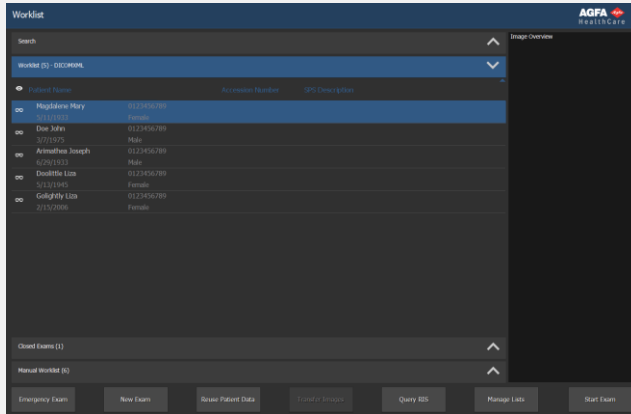 Worklist
AGFA
HealthCare
Search
Image Overview
Worklist (5) - DICOMXML
Patient Name Accession Number SPS Description
Magdalene Mary 0123456789
5/11/1933 Female
Doe John 0123456789
3/7/1975 Male
Arimathea Joseph 0123456789
6/29/1933 Male
Doolittle Liza 0123456789
5/13/1945 Female
Golightly Liza 0123456789
2/15/2006 Female
Closed Exams (1)
Manual Worklist (6)
Emergency Exam New Exam Reuse Patient Data Transfer Images Query RIS Manage Lists Start Exam